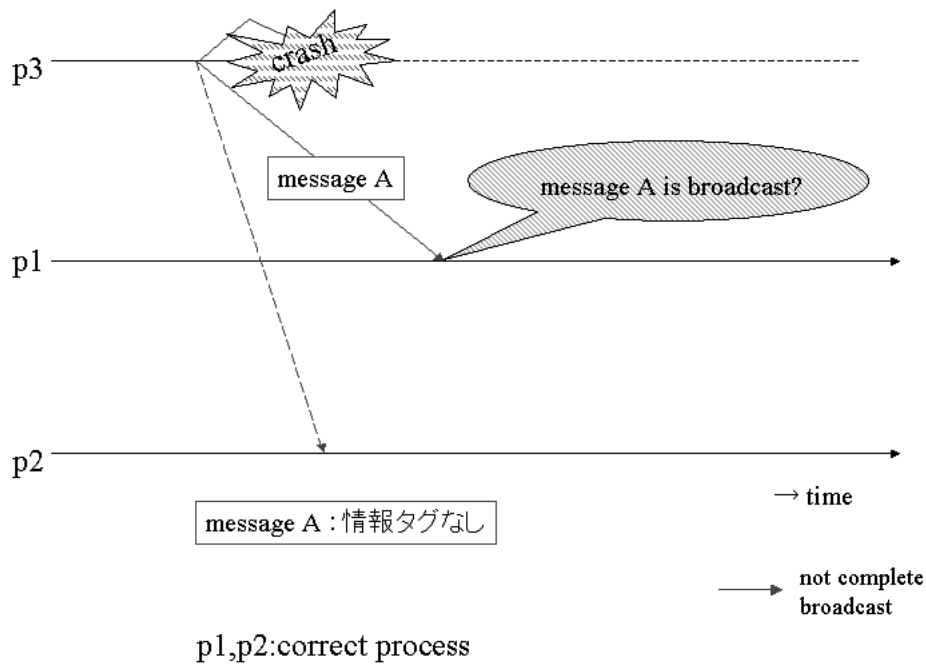 crash
p3
message A
message A is broadcast?
p1
p2
→ time
message A : 情報タグなし
not complete
broadcast
p1,p2:correct process